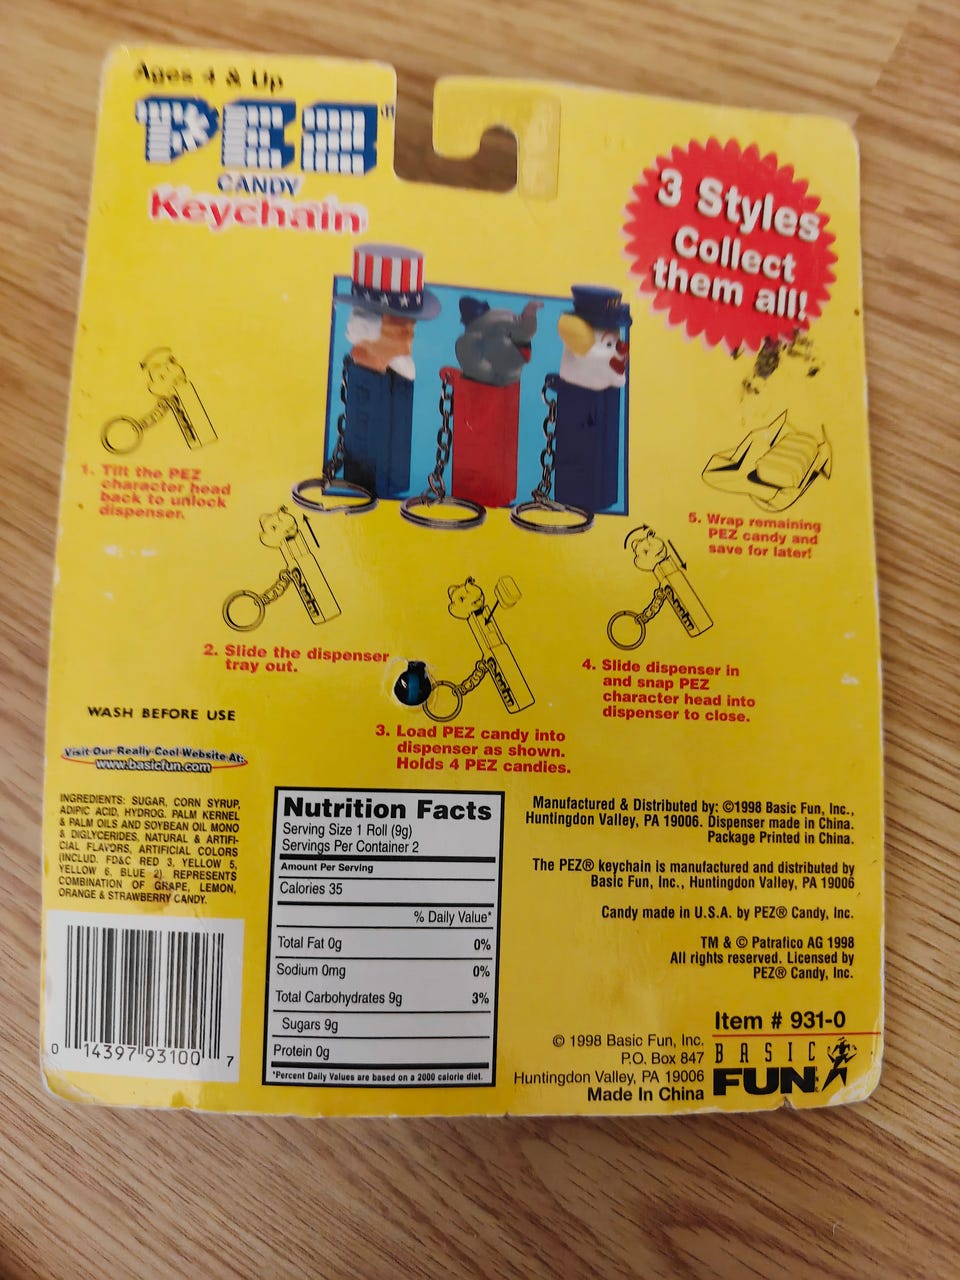 Ages 4 & Up
PEZ™
CANDY
Keychain
3 Styles
Collect
them all!
1. Tilt the PEZ
character head
back to unlock
dispenser.
2. Slide the dispenser
tray out.
3. Load PEZ candy into
dispenser as shown.
Holds 4 PEZ candies.
4. Slide dispenser in
and snap PEZ
character head into
dispenser to close.
5. Wrap remaining
PEZ candy and
save for later!
WASH BEFORE USE
Visit Our Really Cool Website At:
www.basicfun.com
INGREDIENTS: SUGAR, CORN SYRUP,
ADIPIC ACID, HYDROG. PALM KERNEL
& PALM OILS AND SOYBEAN OIL MONO
& DIGLYCERIDES, NATURAL & ARTIFI-
CIAL FLAVORS, ARTIFICIAL COLORS
(INCLUD. FD&C RED 3, YELLOW 5,
YELLOW 6, BLUE 2). REPRESENTS
COMBINATION OF GRAPE, LEMON,
ORANGE & STRAWBERRY CANDY.
0 14397 93100 7
Nutrition Facts
Serving Size 1 Roll (9g)
Servings Per Container 2
Amount Per Serving
Calories 35
% Daily Value*
Total Fat 0g 0%
Sodium 0mg 0%
Total Carbohydrates 9g 3%
Sugars 9g
Protein 0g
*Percent Daily Values are based on a 2000 calorie diet.
Manufactured & Distributed by: ©1998 Basic Fun, Inc.,
Huntingdon Valley, PA 19006. Dispenser made in China.
Package Printed in China.
The PEZ® keychain is manufactured and distributed by
Basic Fun, Inc., Huntingdon Valley, PA 19006
Candy made in U.S.A. by PEZ® Candy, Inc.
TM & © Patrafico AG 1998
All rights reserved. Licensed by
PEZ® Candy, Inc.
Item # 931-0
© 1998 Basic Fun, Inc.
P.O. Box 847
Huntingdon Valley, PA 19006
Made In China
BASIC
FUN